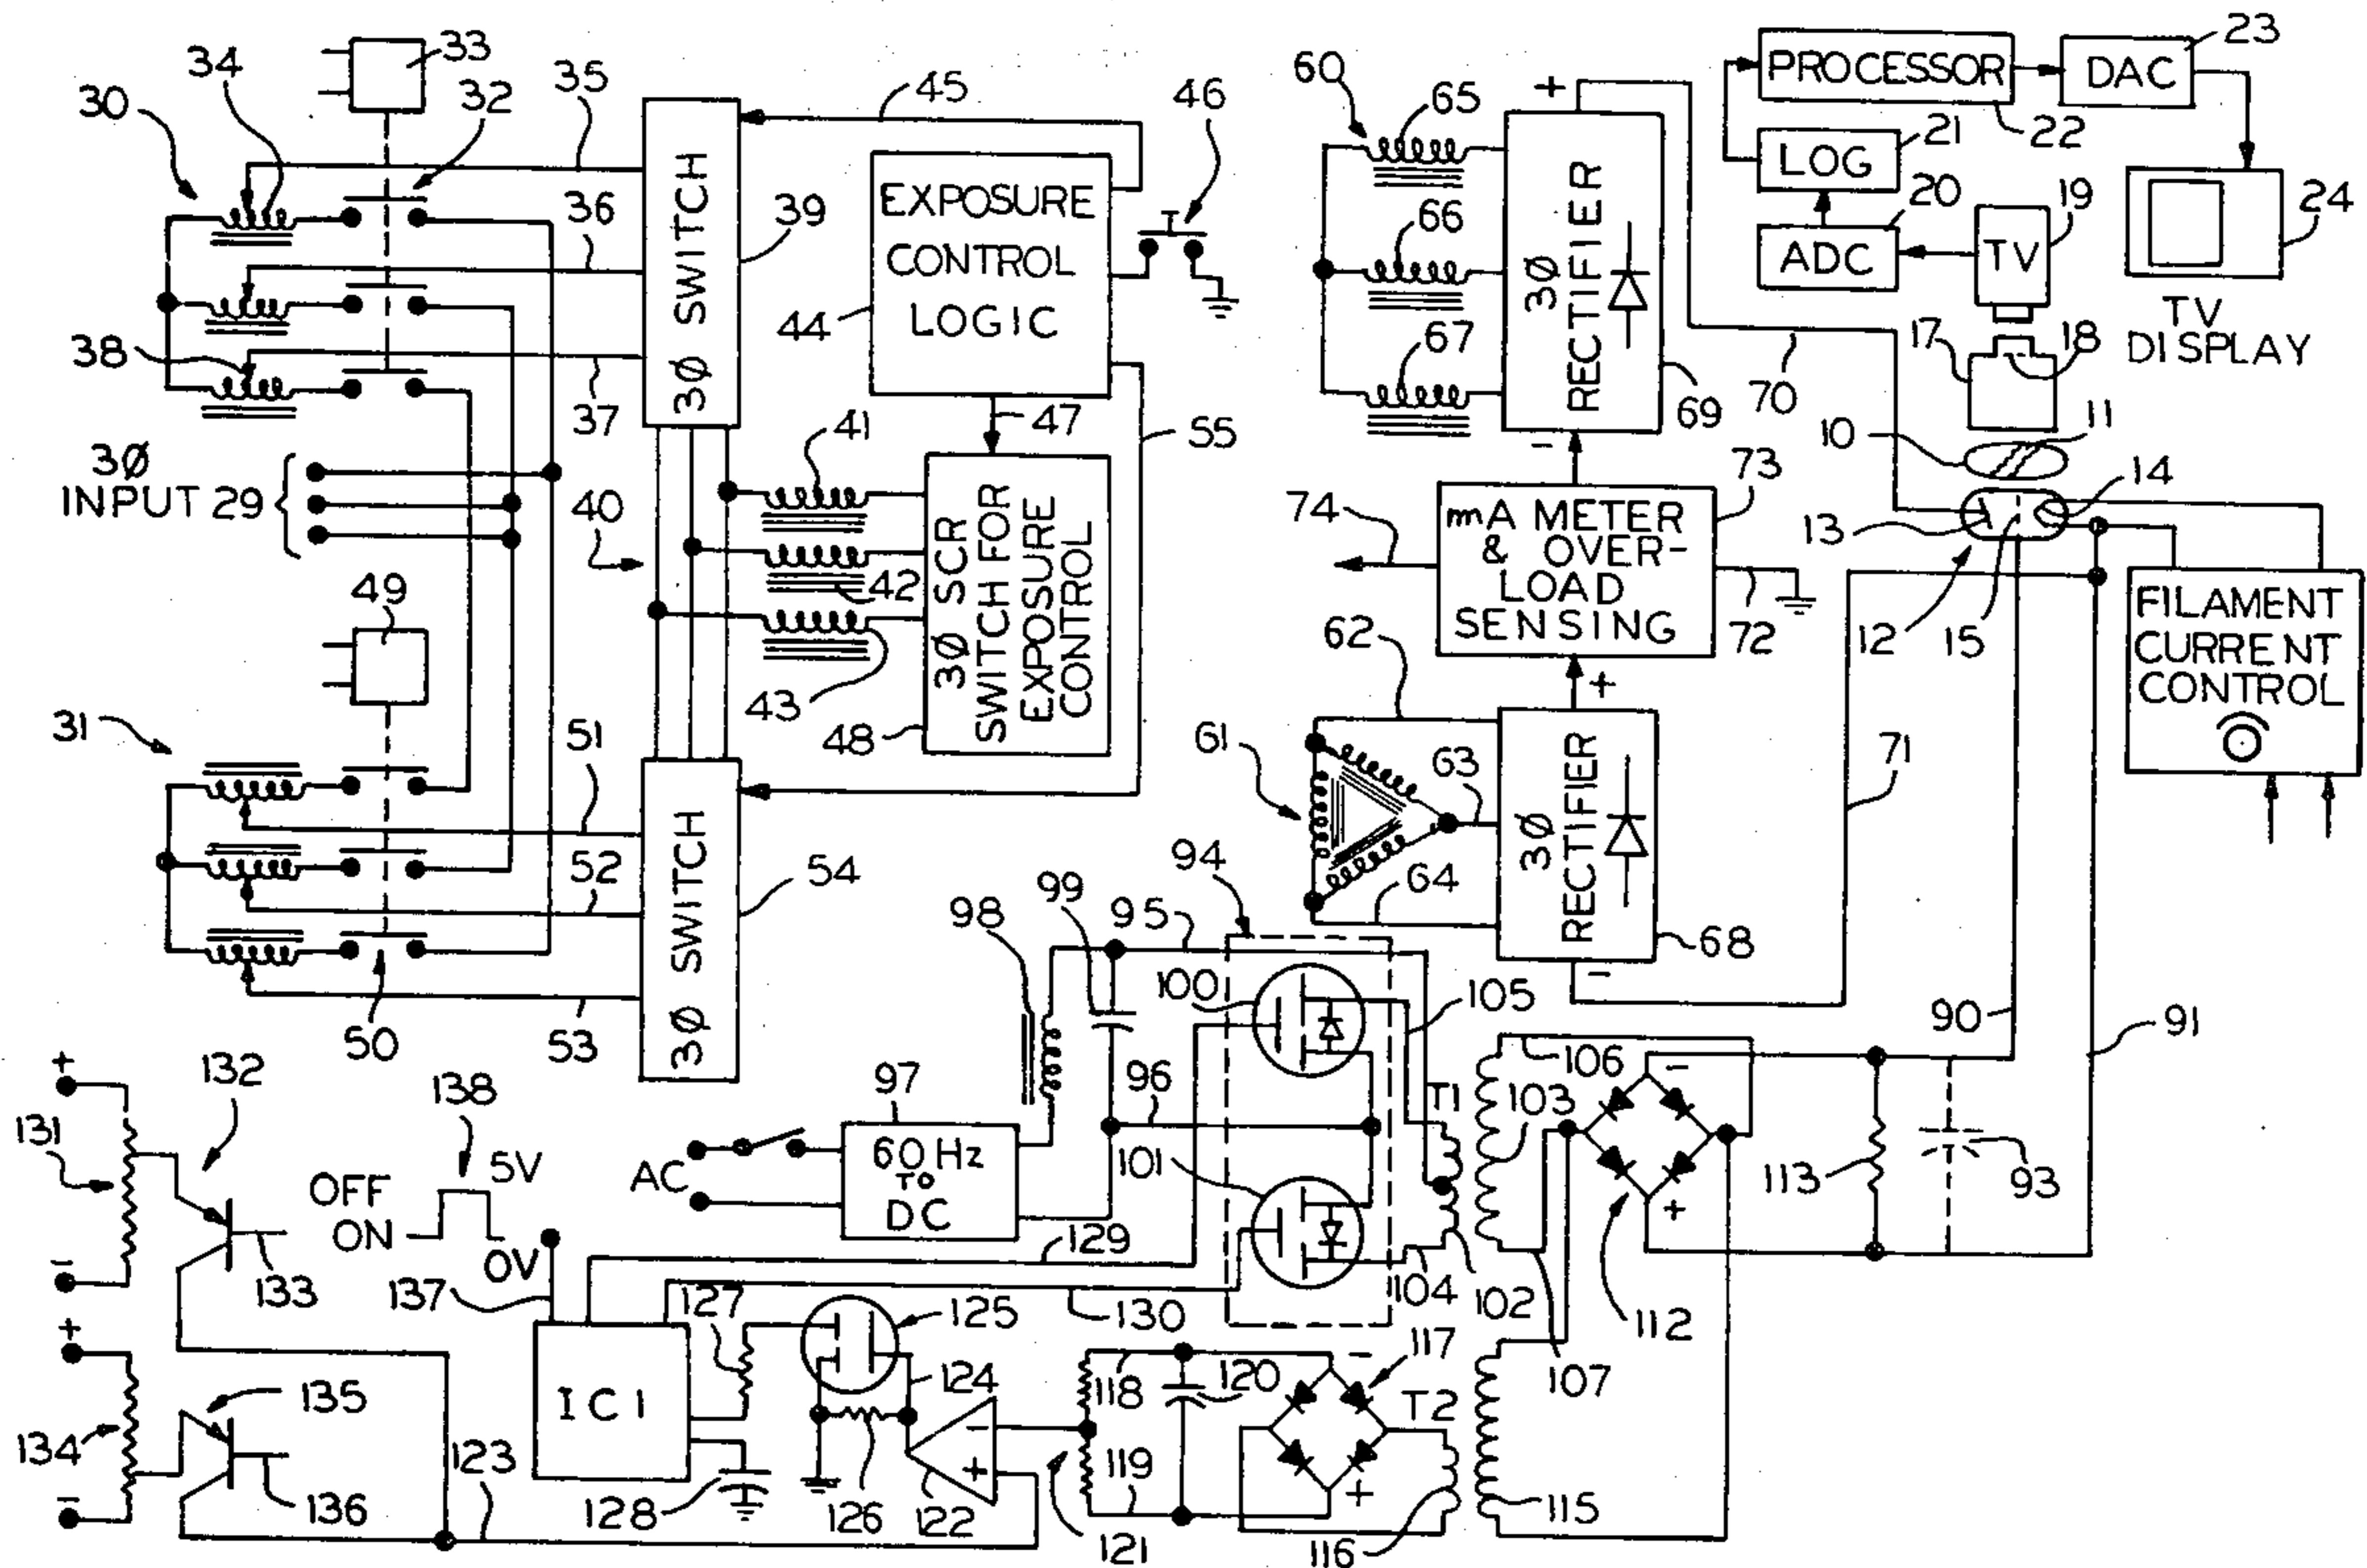 33
34
30
32
35
45
46
60
65
+
PROCESSOR
DAC
23
22
LOG
21
36
39
EXPOSURE
CONTROL
LOGIC
44
3Ø SWITCH
66
3Ø
RECTIFIER
ADC
20
TV
19
24
TV
DISPLAY
38
37
47
55
67
69
70
17
18
10
11
3Ø
INPUT 29
41
40
42
43
3Ø SCR
SWITCH FOR
EXPOSURE
CONTROL
48
-
74
mA METER
& OVER-
LOAD
SENSING
73
72
13
14
12
15
FILAMENT
CURRENT
CONTROL
49
31
51
52
53
50
3Ø SWITCH
54
62
61
63
64
+
3Ø
RECTIFIER
68
-
71
94
98
99
95
100
105
90
91
+
132
131
138
5V
OFF
ON
0V
-
133
137
97
60 Hz
TO
DC
AC
96
101
129
T1
106
103
-
+
113
93
104
102
107
112
+
135
134
-
136
123
127
IC1
128
125
124
126
122
-
+
130
118
119
120
121
117
-
+
T2
116
115